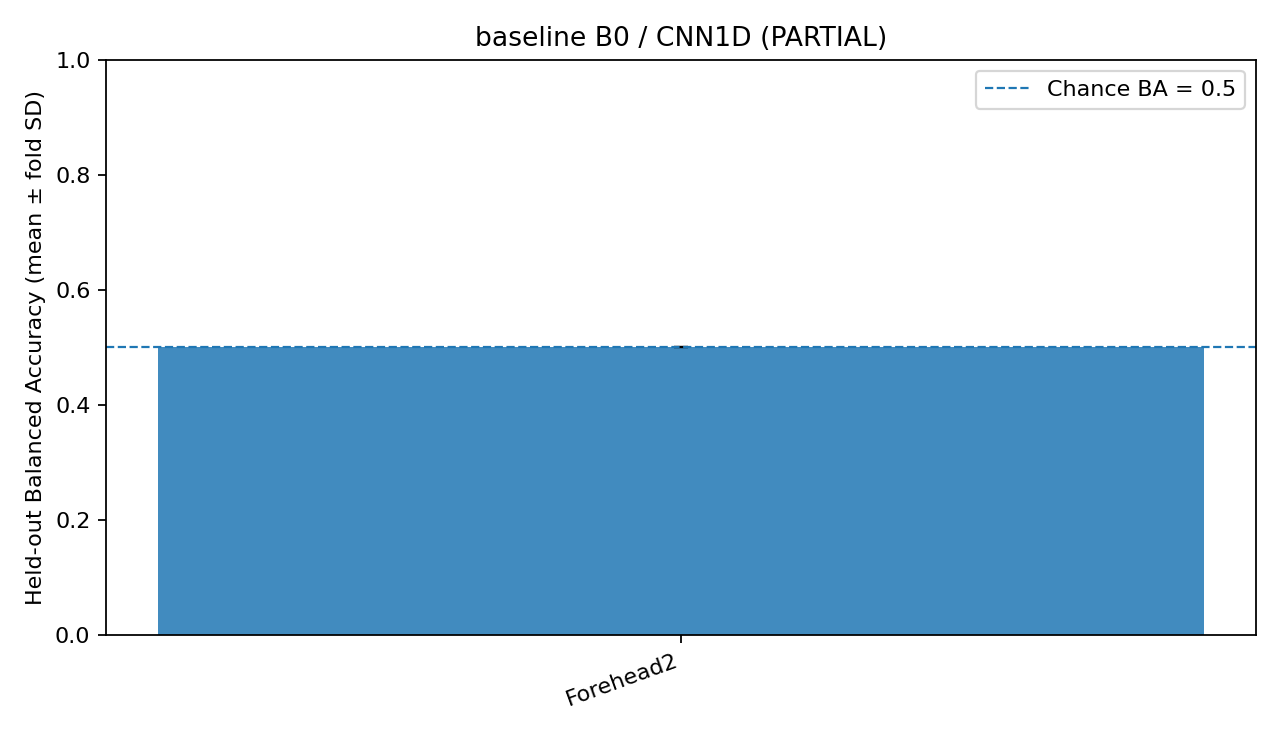 baseline B0 / CNN1D (PARTIAL)
Held-out Balanced Accuracy (mean ± fold SD)
1.0
0.8
0.6
0.4
0.2
0.0
Chance BA = 0.5
Forehead2